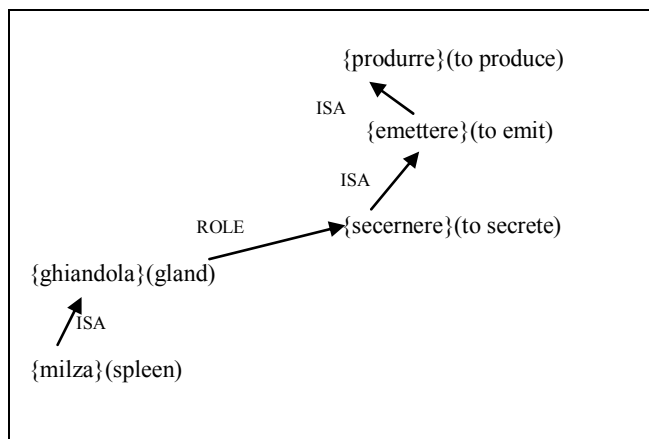 {produrre}(to produce)
ISA
{emettere}(to emit)
ISA
ROLE
{secernere}(to secrete)
{ghiandola}(gland)
ISA
{milza}(spleen)